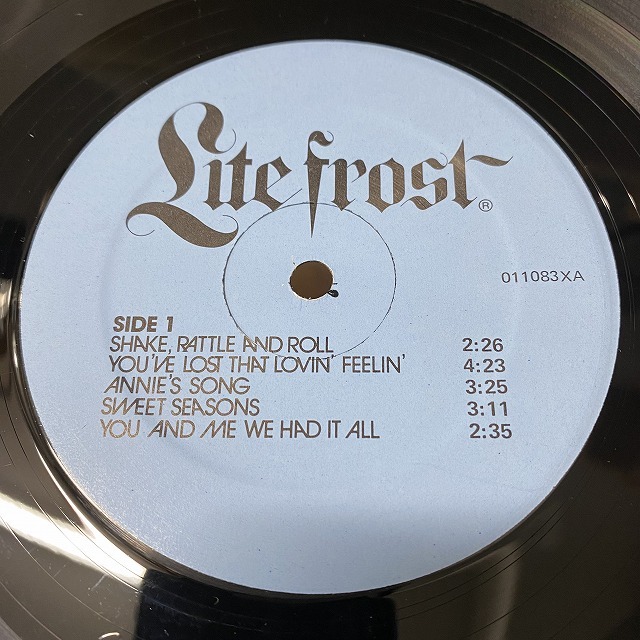 Lite frost ®
011083XA
SIDE 1
SHAKE, RATTLE AND ROLL 2:26
YOU'VE LOST THAT LOVIN' FEELIN' 4:23
ANNIE'S SONG 3:25
SWEET SEASONS 3:11
YOU AND ME WE HAD IT ALL 2:35